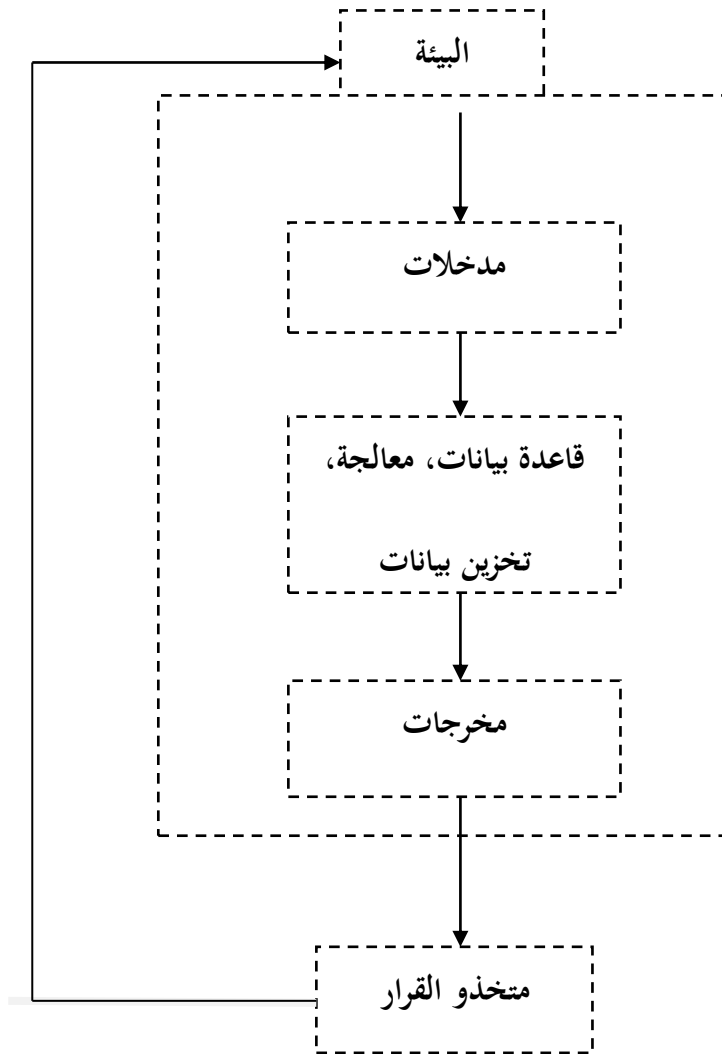 البيئة
مدخلات
قاعدة بيانات، معالجة،
تخزين بيانات
مخرجات
متخذو القرار